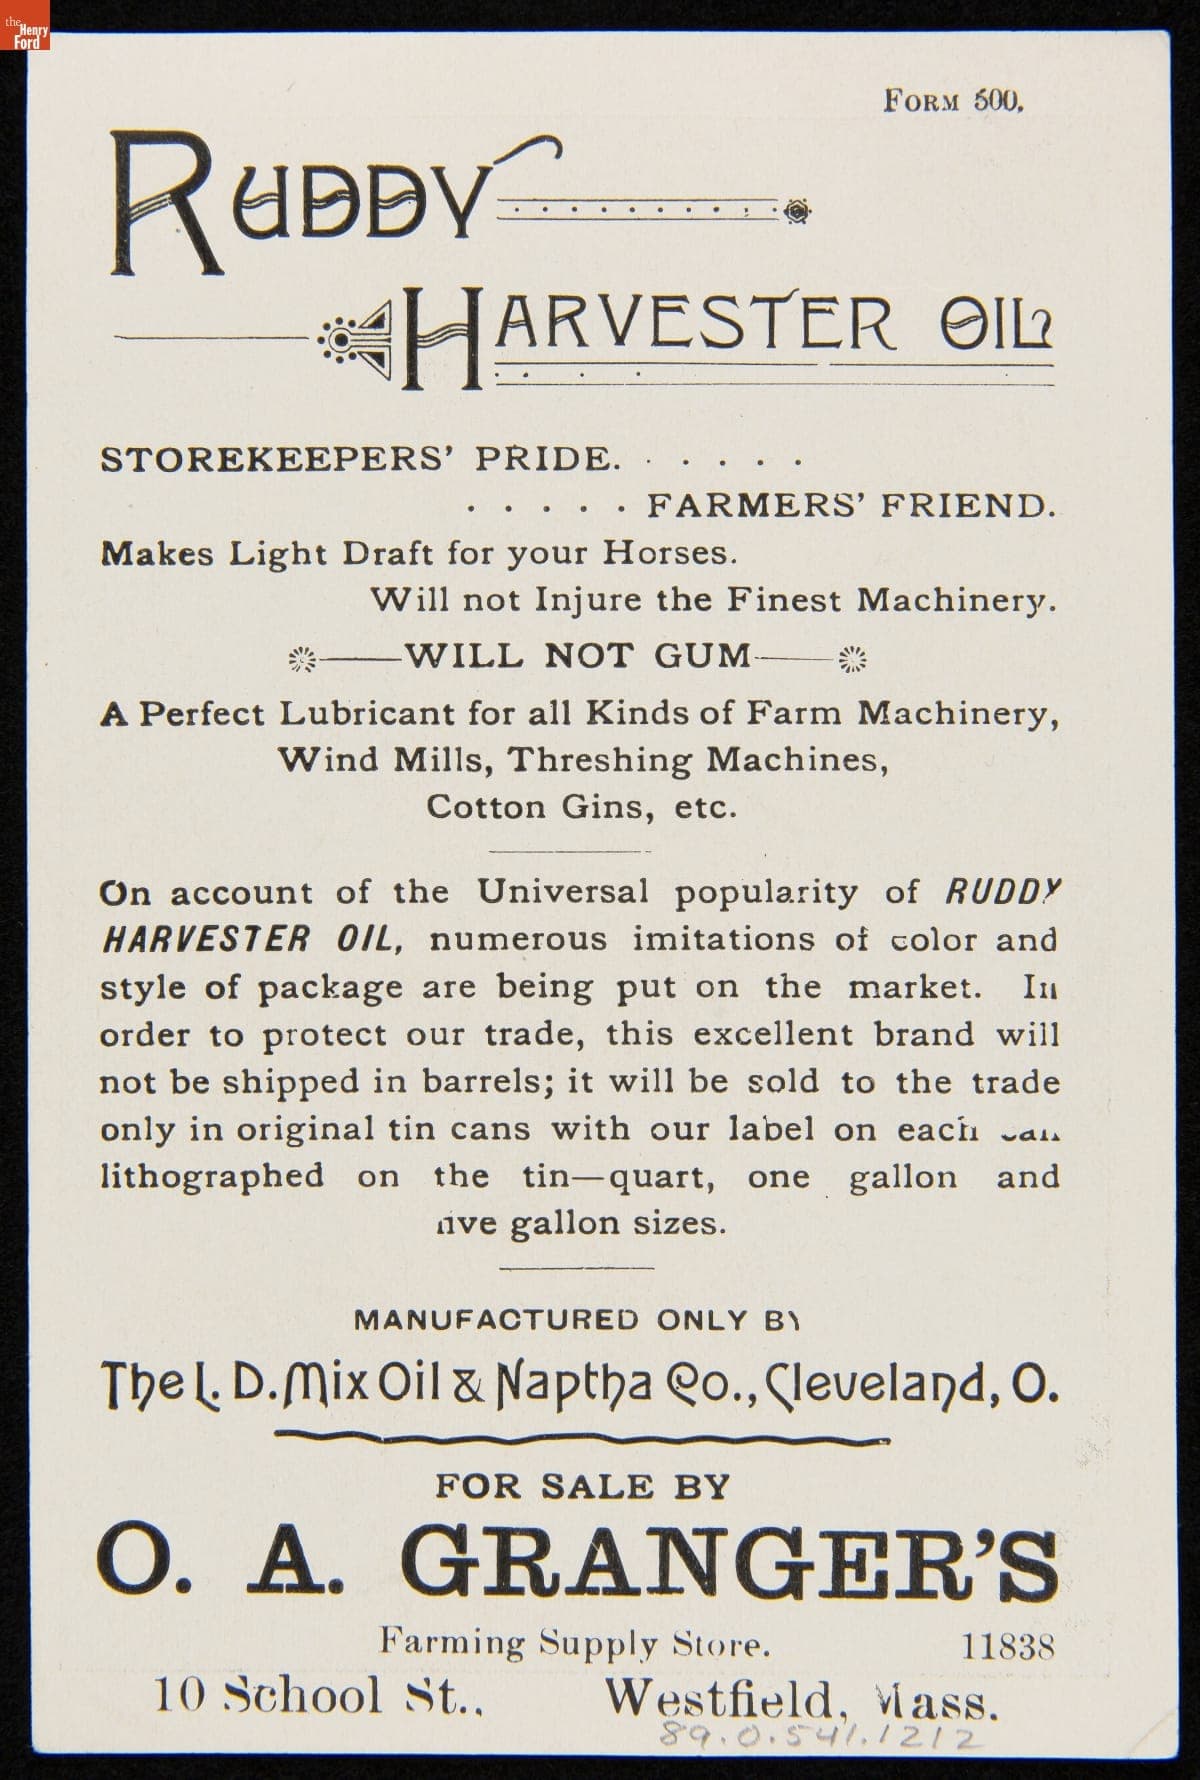 the
Henry
Ford
FORM 500.
RUDDY
HARVESTER OIL
STOREKEEPERS' PRIDE. . . . . .
. . . . . FARMERS' FRIEND.
Makes Light Draft for your Horses.
Will not Injure the Finest Machinery.
WILL NOT GUM
A Perfect Lubricant for all Kinds of Farm Machinery,
Wind Mills, Threshing Machines,
Cotton Gins, etc.
On account of the Universal popularity of RUDDY
HARVESTER OIL, numerous imitations of color and
style of package are being put on the market. In
order to protect our trade, this excellent brand will
not be shipped in barrels; it will be sold to the trade
only in original tin cans with our label on each can
lithographed on the tin—quart, one gallon and
five gallon sizes.
MANUFACTURED ONLY BY
The L. D. Mix Oil & Naptha Co., Cleveland, O.
FOR SALE BY
O. A. GRANGER'S
Farming Supply Store. 11838
10 School St., Westfield, Mass.
89.0.541.1212